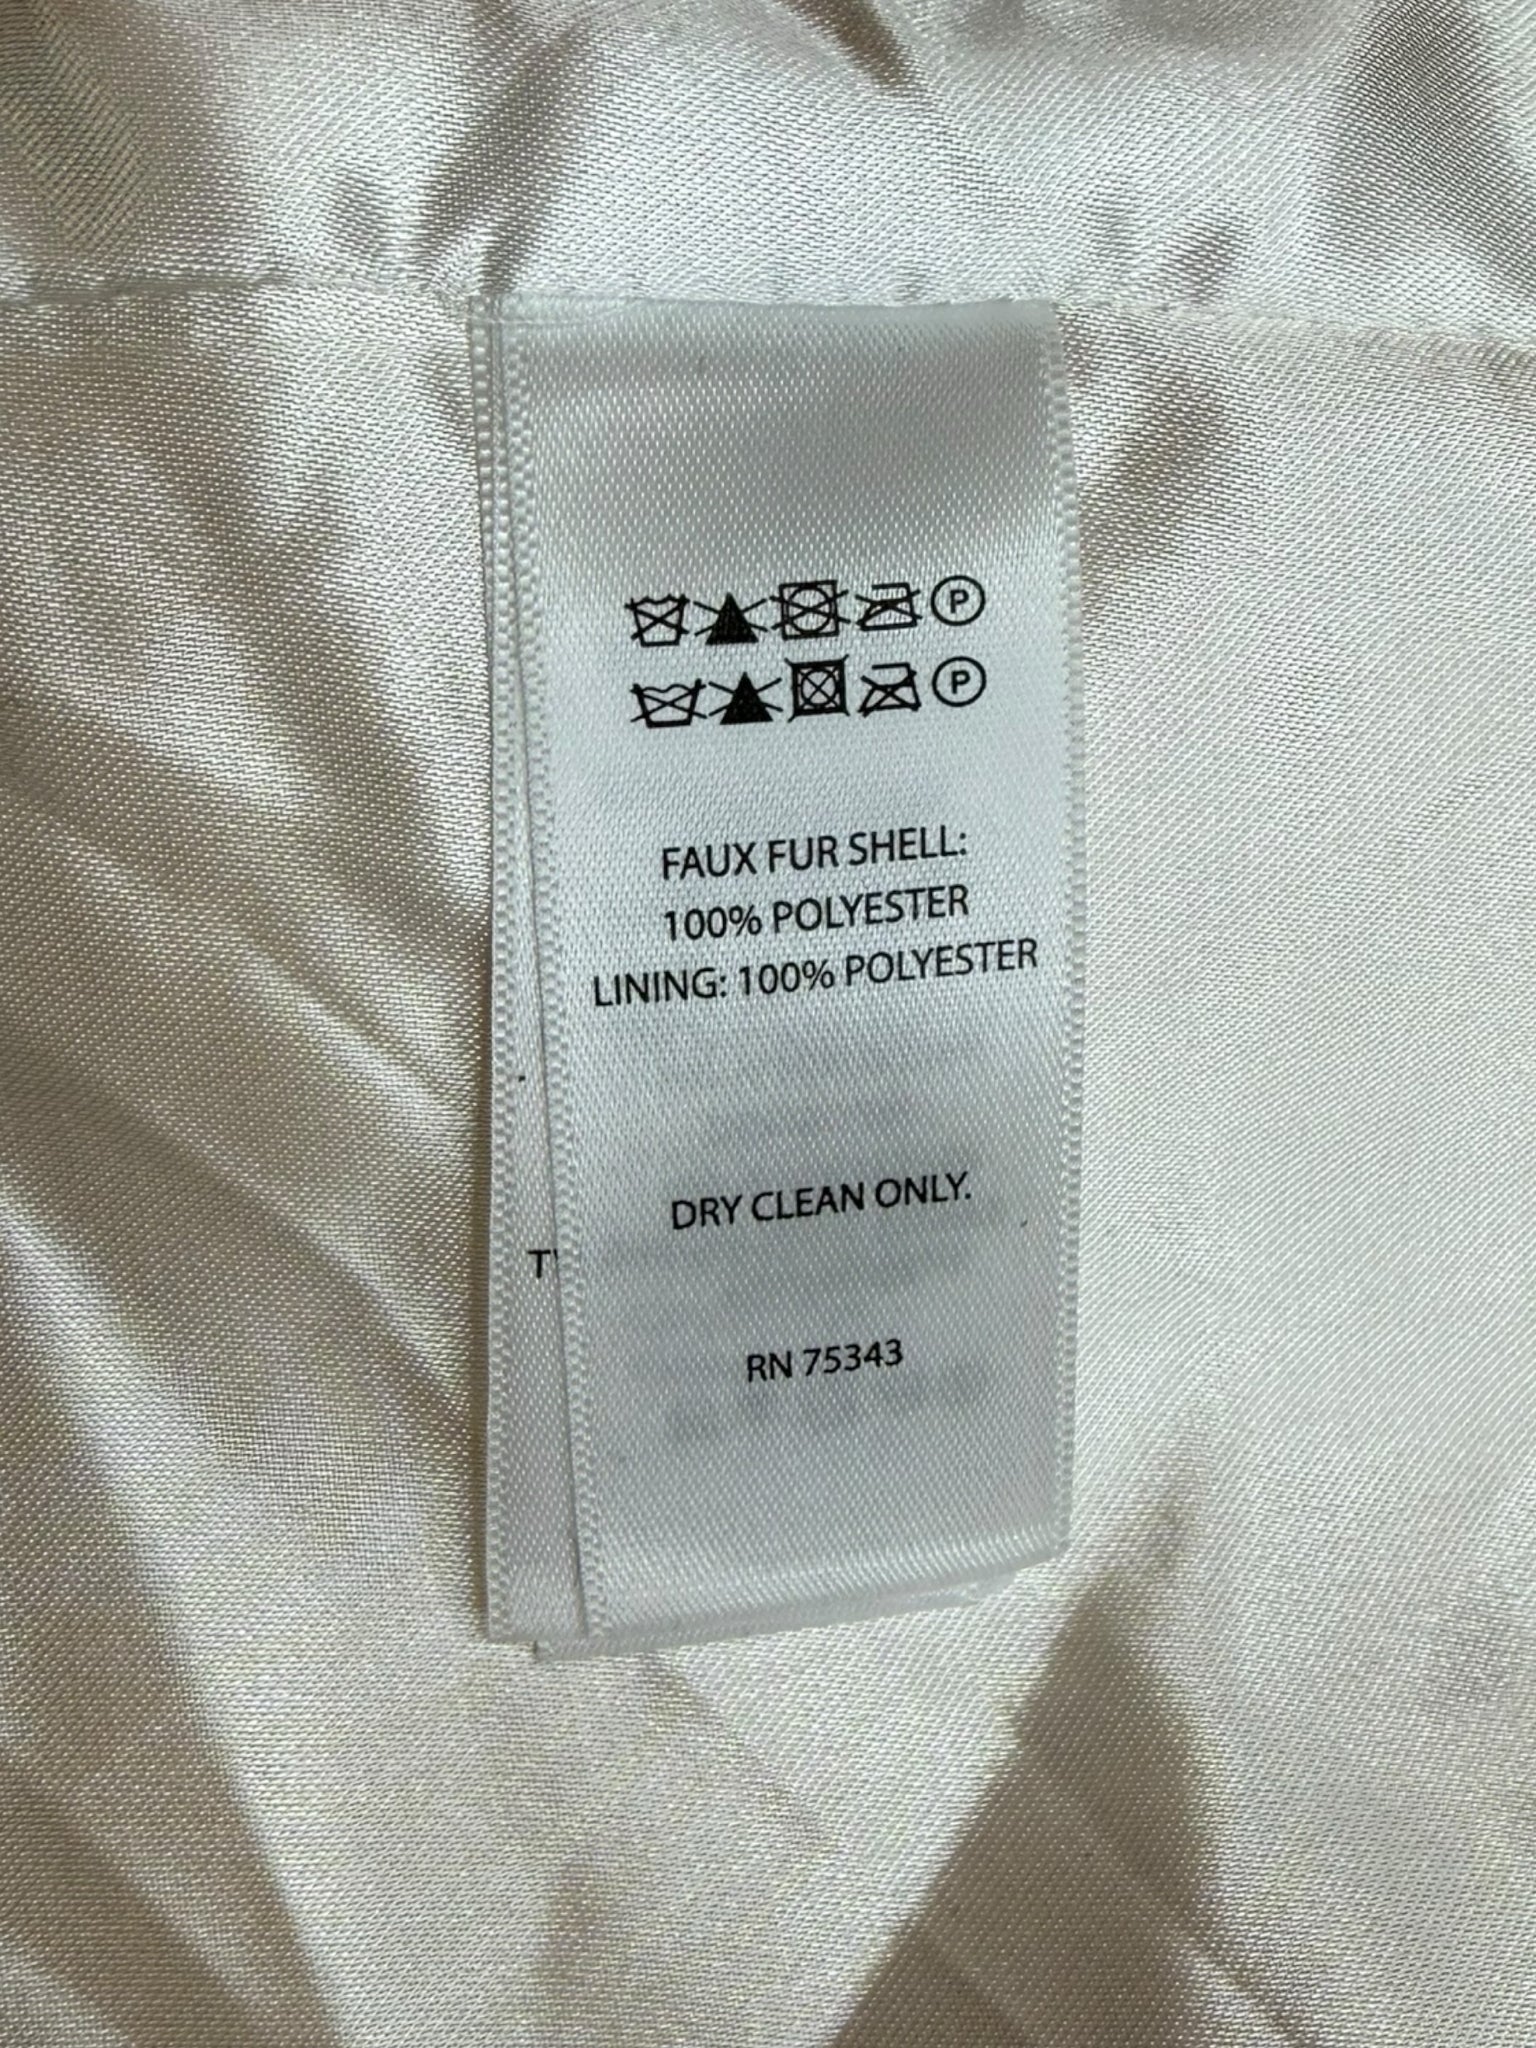 P
P
FAUX FUR SHELL:
100% POLYESTER
LINING: 100% POLYESTER
DRY CLEAN ONLY.
RN 75343